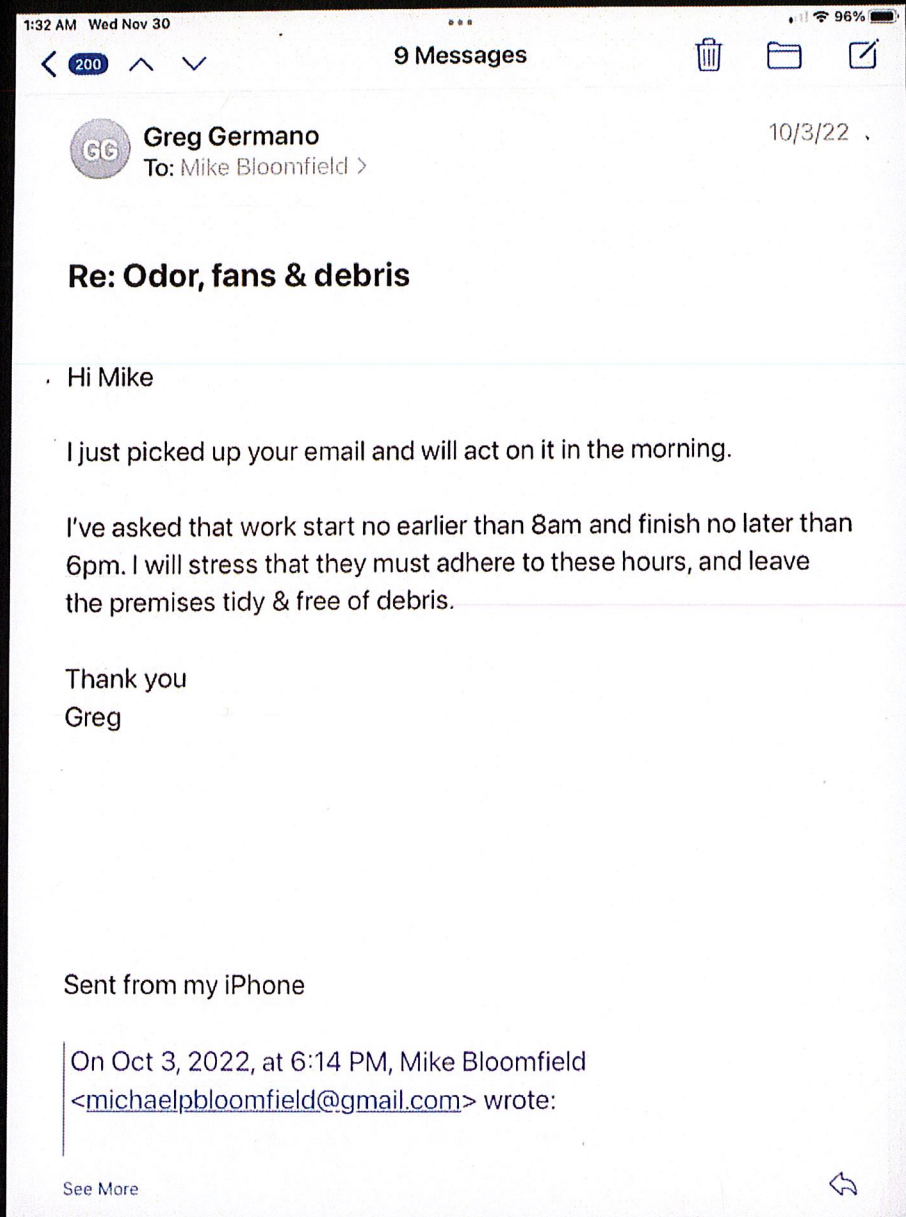 1:32 AM Wed Nov 30
96%
200
9 Messages
GG
Greg Germano
10/3/22
To: Mike Bloomfield >
Re: Odor, fans & debris
Hi Mike
I just picked up your email and will act on it in the morning.
I've asked that work start no earlier than 8am and finish no later than
6pm. I will stress that they must adhere to these hours, and leave
the premises tidy & free of debris.
Thank you
Greg
Sent from my iPhone
On Oct 3, 2022, at 6:14 PM, Mike Bloomfield
<michaelpbloomfield@gmail.com> wrote:
See More